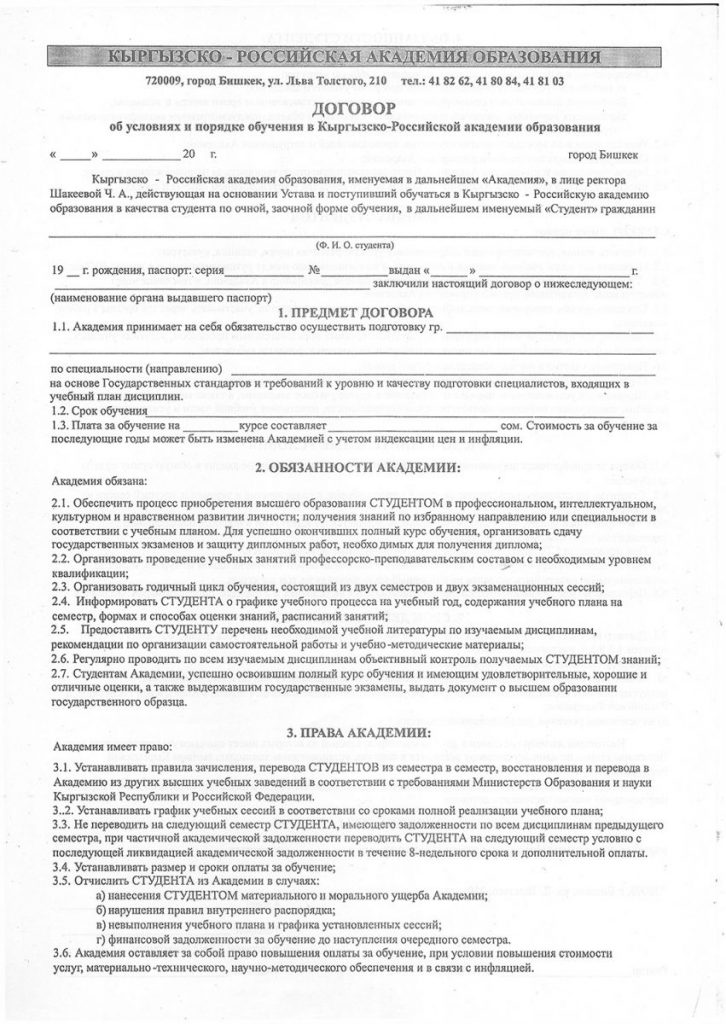 КЫРГЫЗСКО - РОССИЙСКАЯ АКАДЕМИЯ ОБРАЗОВАНИЯ
720009, город Бишкек, ул. Льва Толстого, 210 тел.: 41 82 62, 41 80 84, 41 81 03
ДОГОВОР
об условиях и порядке обучения в Кыргызско-Российской академии образования
« _____» _____________20 г. город Бишкек
Кыргызско - Российская академия образования, именуемая в дальнейшем «Академия», в лице ректора
Шакеевой Ч. А., действующая на основании Устава и поступивший обучаться в Кыргызско - Российскую академию
образования в качества студента по очной, заочной форме обучения, в дальнейшем именуемый «Студент» гражданин
(Ф. И. О. студента)
19 __ г. рождения, паспорт: серия______________ №_______________выдан «______» _________________________г.
___________________________________________________ заключили настоящий договор о нижеследующем:
(наименование органа выдавшего паспорт)
1. ПРЕДМЕТ ДОГОВОРА
1.1. Академия принимает на себя обязательство осуществить подготовку гр. __________________________________
по специальности (направлению) ______________________________________________________________
на основе Государственных стандартов и требований к уровню и качеству подготовки специалистов, входящих в
учебный план дисциплин.
1.2. Срок обучения______________________________________________________________________________
1.3. Плата за обучение на _________ курсе составляет ____________________________ сом. Стоимость за обучение за
последующие годы может быть изменена Академией с учетом индексации цен и инфляции.
2. ОБЯЗАННОСТИ АКАДЕМИИ:
Академия обязана:
2.1. Обеспечить процесс приобретения высшего образования СТУДЕНТОМ в профессиональном, интеллектуальном,
культурном и нравственном развитии личности; получения знаний по избранному направлению или специальности в
соответствии с учебным планом. Для успешно окончивших полный курс обучения, организовать сдачу
государственных экзаменов и защиту дипломных работ, необходимых для получения диплома;
2.2. Организовать проведение учебных занятий профессорско-преподавательским составом с необходимым уровнем
квалификации;
2.3. Организовать годичный цикл обучения, состоящий из двух семестров и двух экзаменационных сессий;
2.4. Информировать СТУДЕНТА о графике учебного процесса на учебный год, содержания учебного плана на
семестр, формах и способах оценки знаний, расписаний занятий;
2.5. Предоставить СТУДЕНТУ перечень необходимой учебной литературы по изучаемым дисциплинам,
рекомендации по организации самостоятельной работы и учебно-методические материалы;
2.6. Регулярно проводить по всем изучаемым дисциплинам объективный контроль получаемых СТУДЕНТОМ знаний;
2.7. Студентам Академии, успешно освоившим полный курс обучения и имеющим удовлетворительные, хорошие и
отличные оценки, а также выдержавшим государственные экзамены, выдать документ о высшем образовании
государственного образца.
3. ПРАВА АКАДЕМИИ:
Академия имеет право:
3.1. Устанавливать правила зачисления, перевода СТУДЕНТОВ из семестра в семестр, восстановления и перевода в
Академию из других высших учебных заведений в соответствии с требованиями Министерств Образования и науки
Кыргызской Республики и Российской Федерации.
3..2. Устанавливать график учебных сессий в соответствии со сроками полной реализации учебного плана;
3.3. Не переводить на следующий семестр СТУДЕНТА, имеющего задолженности по всем дисциплинам предыдущего
семестра, при частичной академической задолженности переводить СТУДЕНТА на следующий семестр условно с
последующей ликвидацией академической задолженности в течение 8-недельного срока и дополнительной оплаты.
3.4. Устанавливать размер и сроки оплаты за обучение;
3.5. Отчислить СТУДЕНТА из Академии в случаях:
а) нанесения СТУДЕНТОМ материального и морального ущерба Академии;
б) нарушения правил внутреннего распорядка;
в) невыполнения учебного плана и графика установленных сессий;
г) финансовой задолженности за обучение до наступления очередного семестра.
3.6. Академия оставляет за собой право повышения оплаты за обучение, при условии повышения стоимости
услуг, материально-технического, научно-методического обеспечения и в связи с инфляцией.